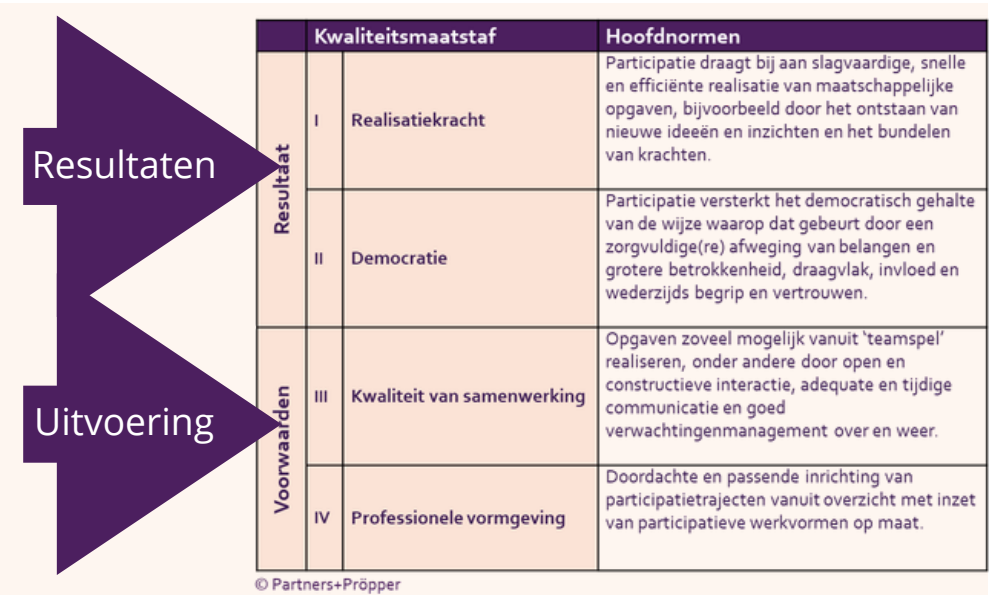 Kwaliteitsmaatstaf
Hoofdnormen
Resultaten
Resultaat
I
Realisatiekracht
Participatie draagt bij aan slagvaardige, snelle
en efficiënte realisatie van maatschappelijke
opgaven, bijvoorbeeld door het ontstaan van
nieuwe ideeën en inzichten en het bundelen
van krachten.
II
Democratie
Participatie versterkt het democratisch gehalte
van de wijze waarop dat gebeurt door een
zorgvuldige(re) afweging van belangen en
grotere betrokkenheid, draagvlak, invloed en
wederzijds begrip en vertrouwen.
Uitvoering
Voorwaarden
III
Kwaliteit van samenwerking
Opgaven zoveel mogelijk vanuit 'teamspel'
realiseren, onder andere door open en
constructieve interactie, adequate en tijdige
communicatie en goed
verwachtingenmanagement over en weer.
IV
Professionele vormgeving
Doordachte en passende inrichting van
participatietrajecten vanuit overzicht met inzet
van participatieve werkvormen op maat.
© Partners+Pröpper